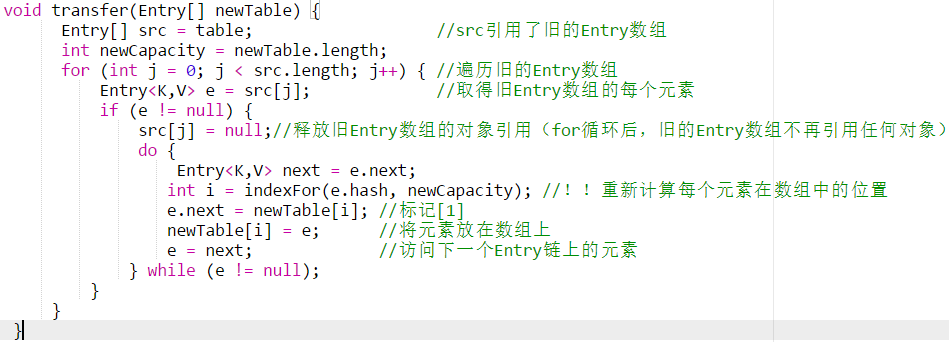 void transfer(Entry[] newTable) {
Entry[] src = table; //src引用了旧的Entry数组
int newCapacity = newTable.length;
for (int j = 0; j < src.length; j++) { //遍历旧的Entry数组
Entry<K,V> e = src[j]; //取得旧Entry数组的每个元素
if (e != null) {
src[j] = null;//释放旧Entry数组的对象引用（for循环后，旧的Entry数组不再引用任何对象）
do {
Entry<K,V> next = e.next;
int i = indexFor(e.hash, newCapacity); //！！重新计算每个元素在数组中的位置
e.next = newTable[i]; //标记[1]
newTable[i] = e; //将元素放在数组上
e = next; //访问下一个Entry链上的元素
} while (e != null);
}
}
}